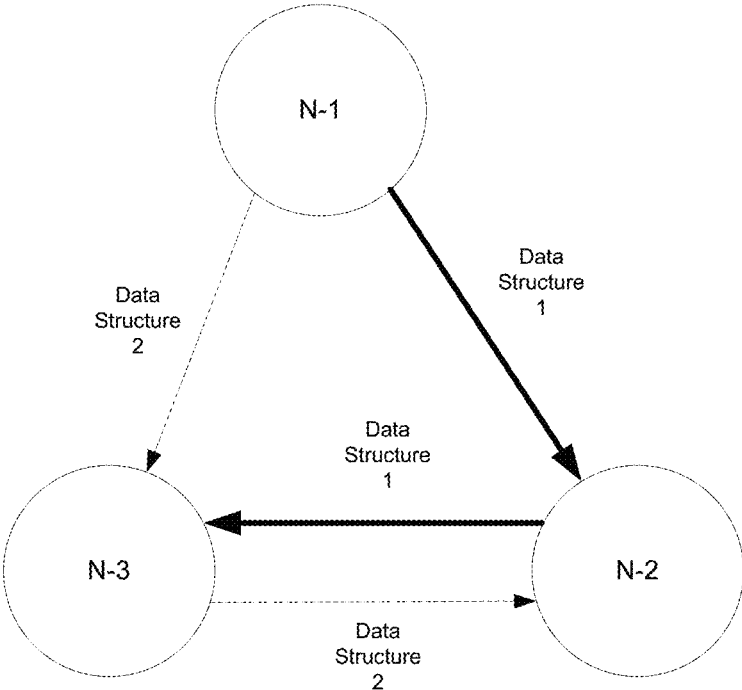 N-1
Data
Structure
1
Data
Structure
2
Data
Structure
1
N-3
N-2
Data
Structure
2